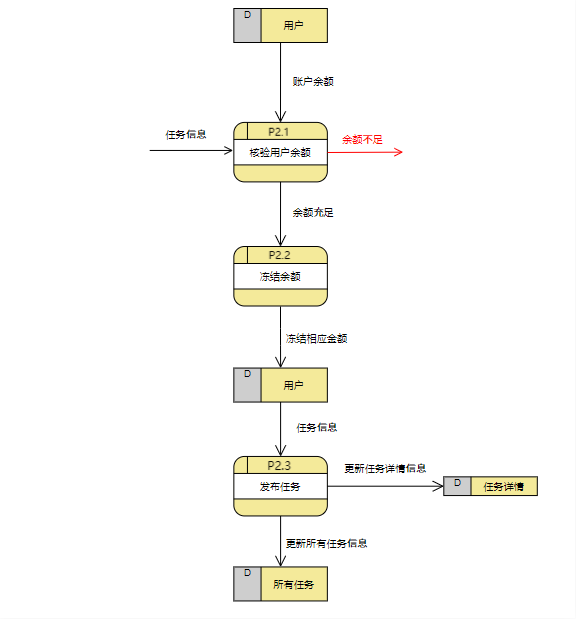 D
用户
账户余额
任务信息
P2.1
核验用户余额
余额不足
余额充足
P2.2
冻结余额
冻结相应金额
D
用户
任务信息
P2.3
发布任务
更新任务详情信息
D
任务详情
更新所有任务信息
D
所有任务